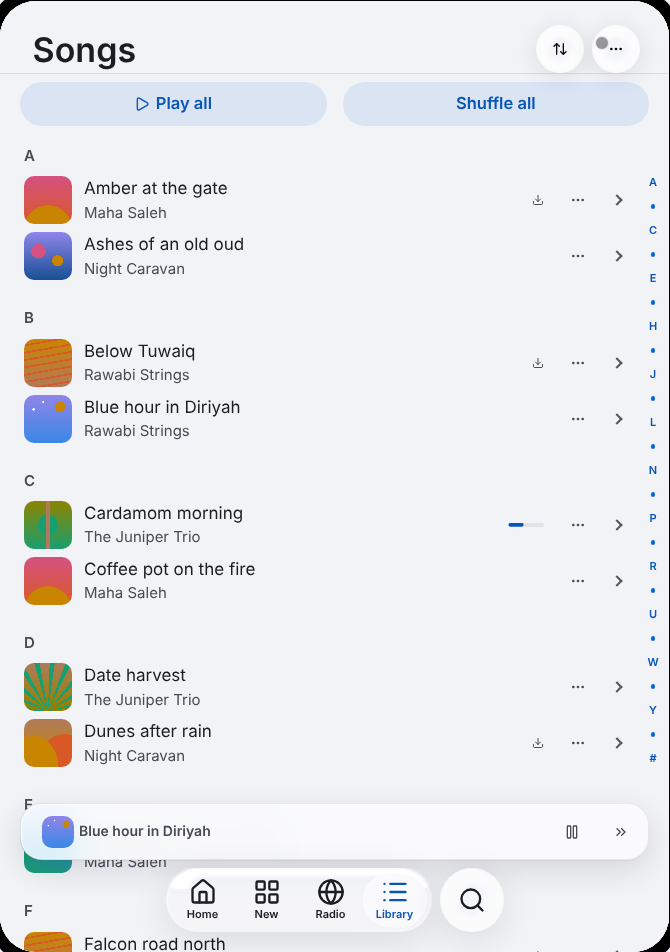 Songs
Play all
Shuffle all
A
Amber at the gate
Maha Saleh
Ashes of an old oud
Night Caravan
B
Below Tuwaiq
Rawabi Strings
Blue hour in Diriyah
Rawabi Strings
C
Cardamom morning
The Juniper Trio
Coffee pot on the fire
Maha Saleh
D
Date harvest
The Juniper Trio
Dunes after rain
Night Caravan
Blue hour in Diriyah
Maha Saleh
F
Falcon road north
Home
New
Radio
Library
A
C
E
H
J
L
N
P
R
U
W
Y
#